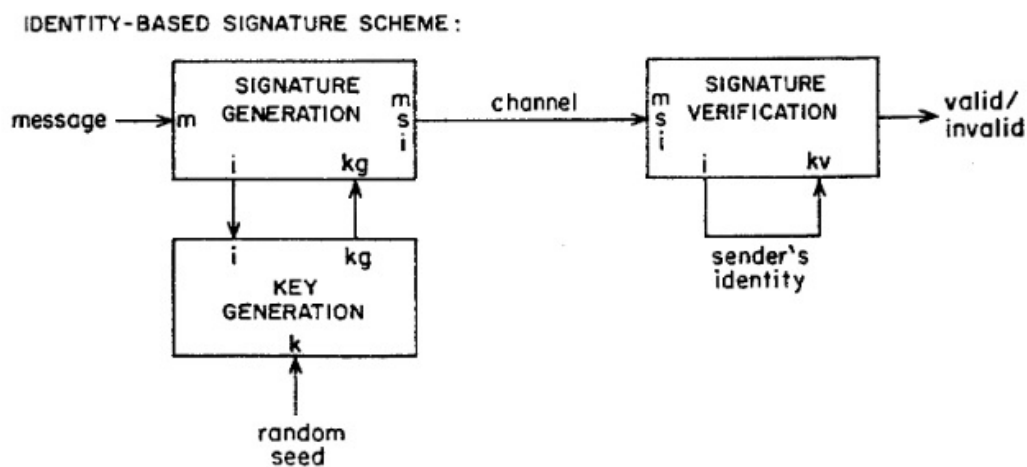 IDENTITY-BASED SIGNATURE SCHEME:
message
m
SIGNATURE
GENERATION
m
s
i
i
kg
channel
m
s
i
SIGNATURE
VERIFICATION
i
kv
valid/
invalid
sender's
identity
i
kg
KEY
GENERATION
k
random
seed